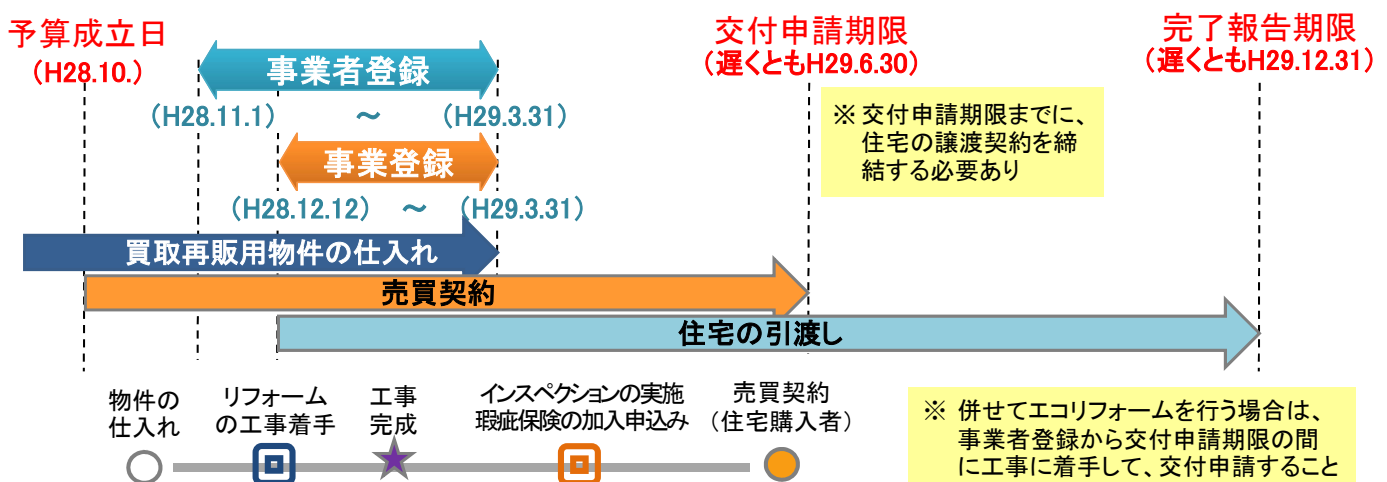 予算成立日
(H28.10.)
事業者登録
(H28.11.1) ～ (H29.3.31)
事業登録
(H28.12.12) ～ (H29.3.31)
交付申請期限
(遅くともH29.6.30)
完了報告期限
(遅くともH29.12.31)
※ 交付申請期限までに、
住宅の譲渡契約を締
結する必要あり
買取再販用物件の仕入れ
売買契約
住宅の引渡し
物件の
仕入れ
リフォーム
の工事着手
工事
完成
インスペクションの実施
瑕疵保険の加入申込み
売買契約
(住宅購入者)
※ 併せてエコリフォームを行う場合は、
事業者登録から交付申請期限の間
に工事に着手して、交付申請すること